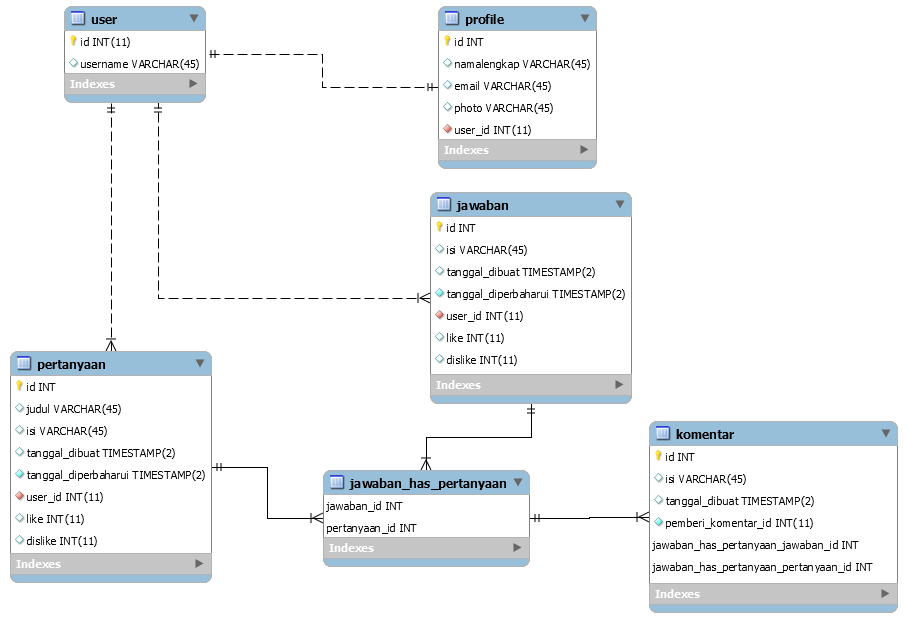 user
id INT(11)
username VARCHAR(45)
Indexes
profile
id INT
namalengkap VARCHAR(45)
email VARCHAR(45)
photo VARCHAR(45)
user_id INT(11)
Indexes
jawaban
id INT
isi VARCHAR(45)
tanggal_dibuat TIMESTAMP(2)
tanggal_diperbaharui TIMESTAMP(2)
user_id INT(11)
like INT(11)
dislike INT(11)
Indexes
pertanyaan
id INT
judul VARCHAR(45)
isi VARCHAR(45)
tanggal_dibuat TIMESTAMP(2)
tanggal_diperbaharui TIMESTAMP(2)
user_id INT(11)
like INT(11)
dislike INT(11)
Indexes
jawaban_has_pertanyaan
jawaban_id INT
pertanyaan_id INT
Indexes
komentar
id INT
isi VARCHAR(45)
tanggal_dibuat TIMESTAMP(2)
pemberi_komentar_id INT(11)
jawaban_has_pertanyaan_jawaban_id INT
jawaban_has_pertanyaan_pertanyaan_id INT
Indexes